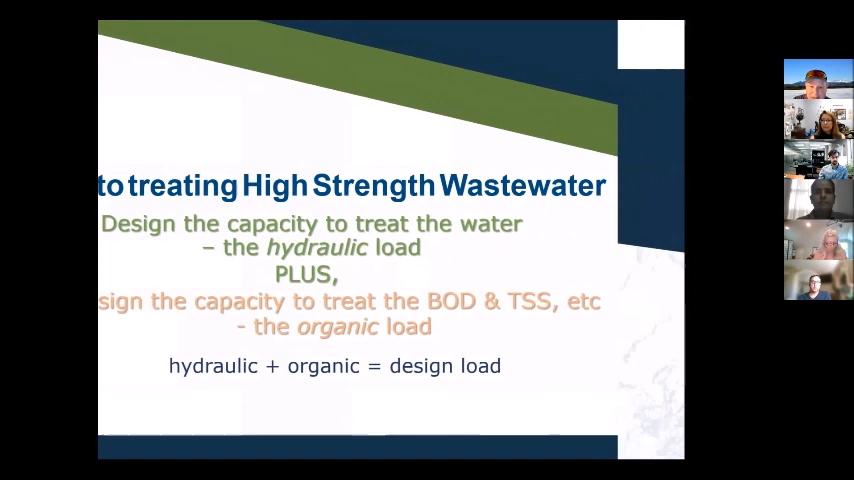 to treating High Strength Wastewater
Design the capacity to treat the water
– the hydraulic load
PLUS,
sign the capacity to treat the BOD & TSS, etc
- the organic load
hydraulic + organic = design load